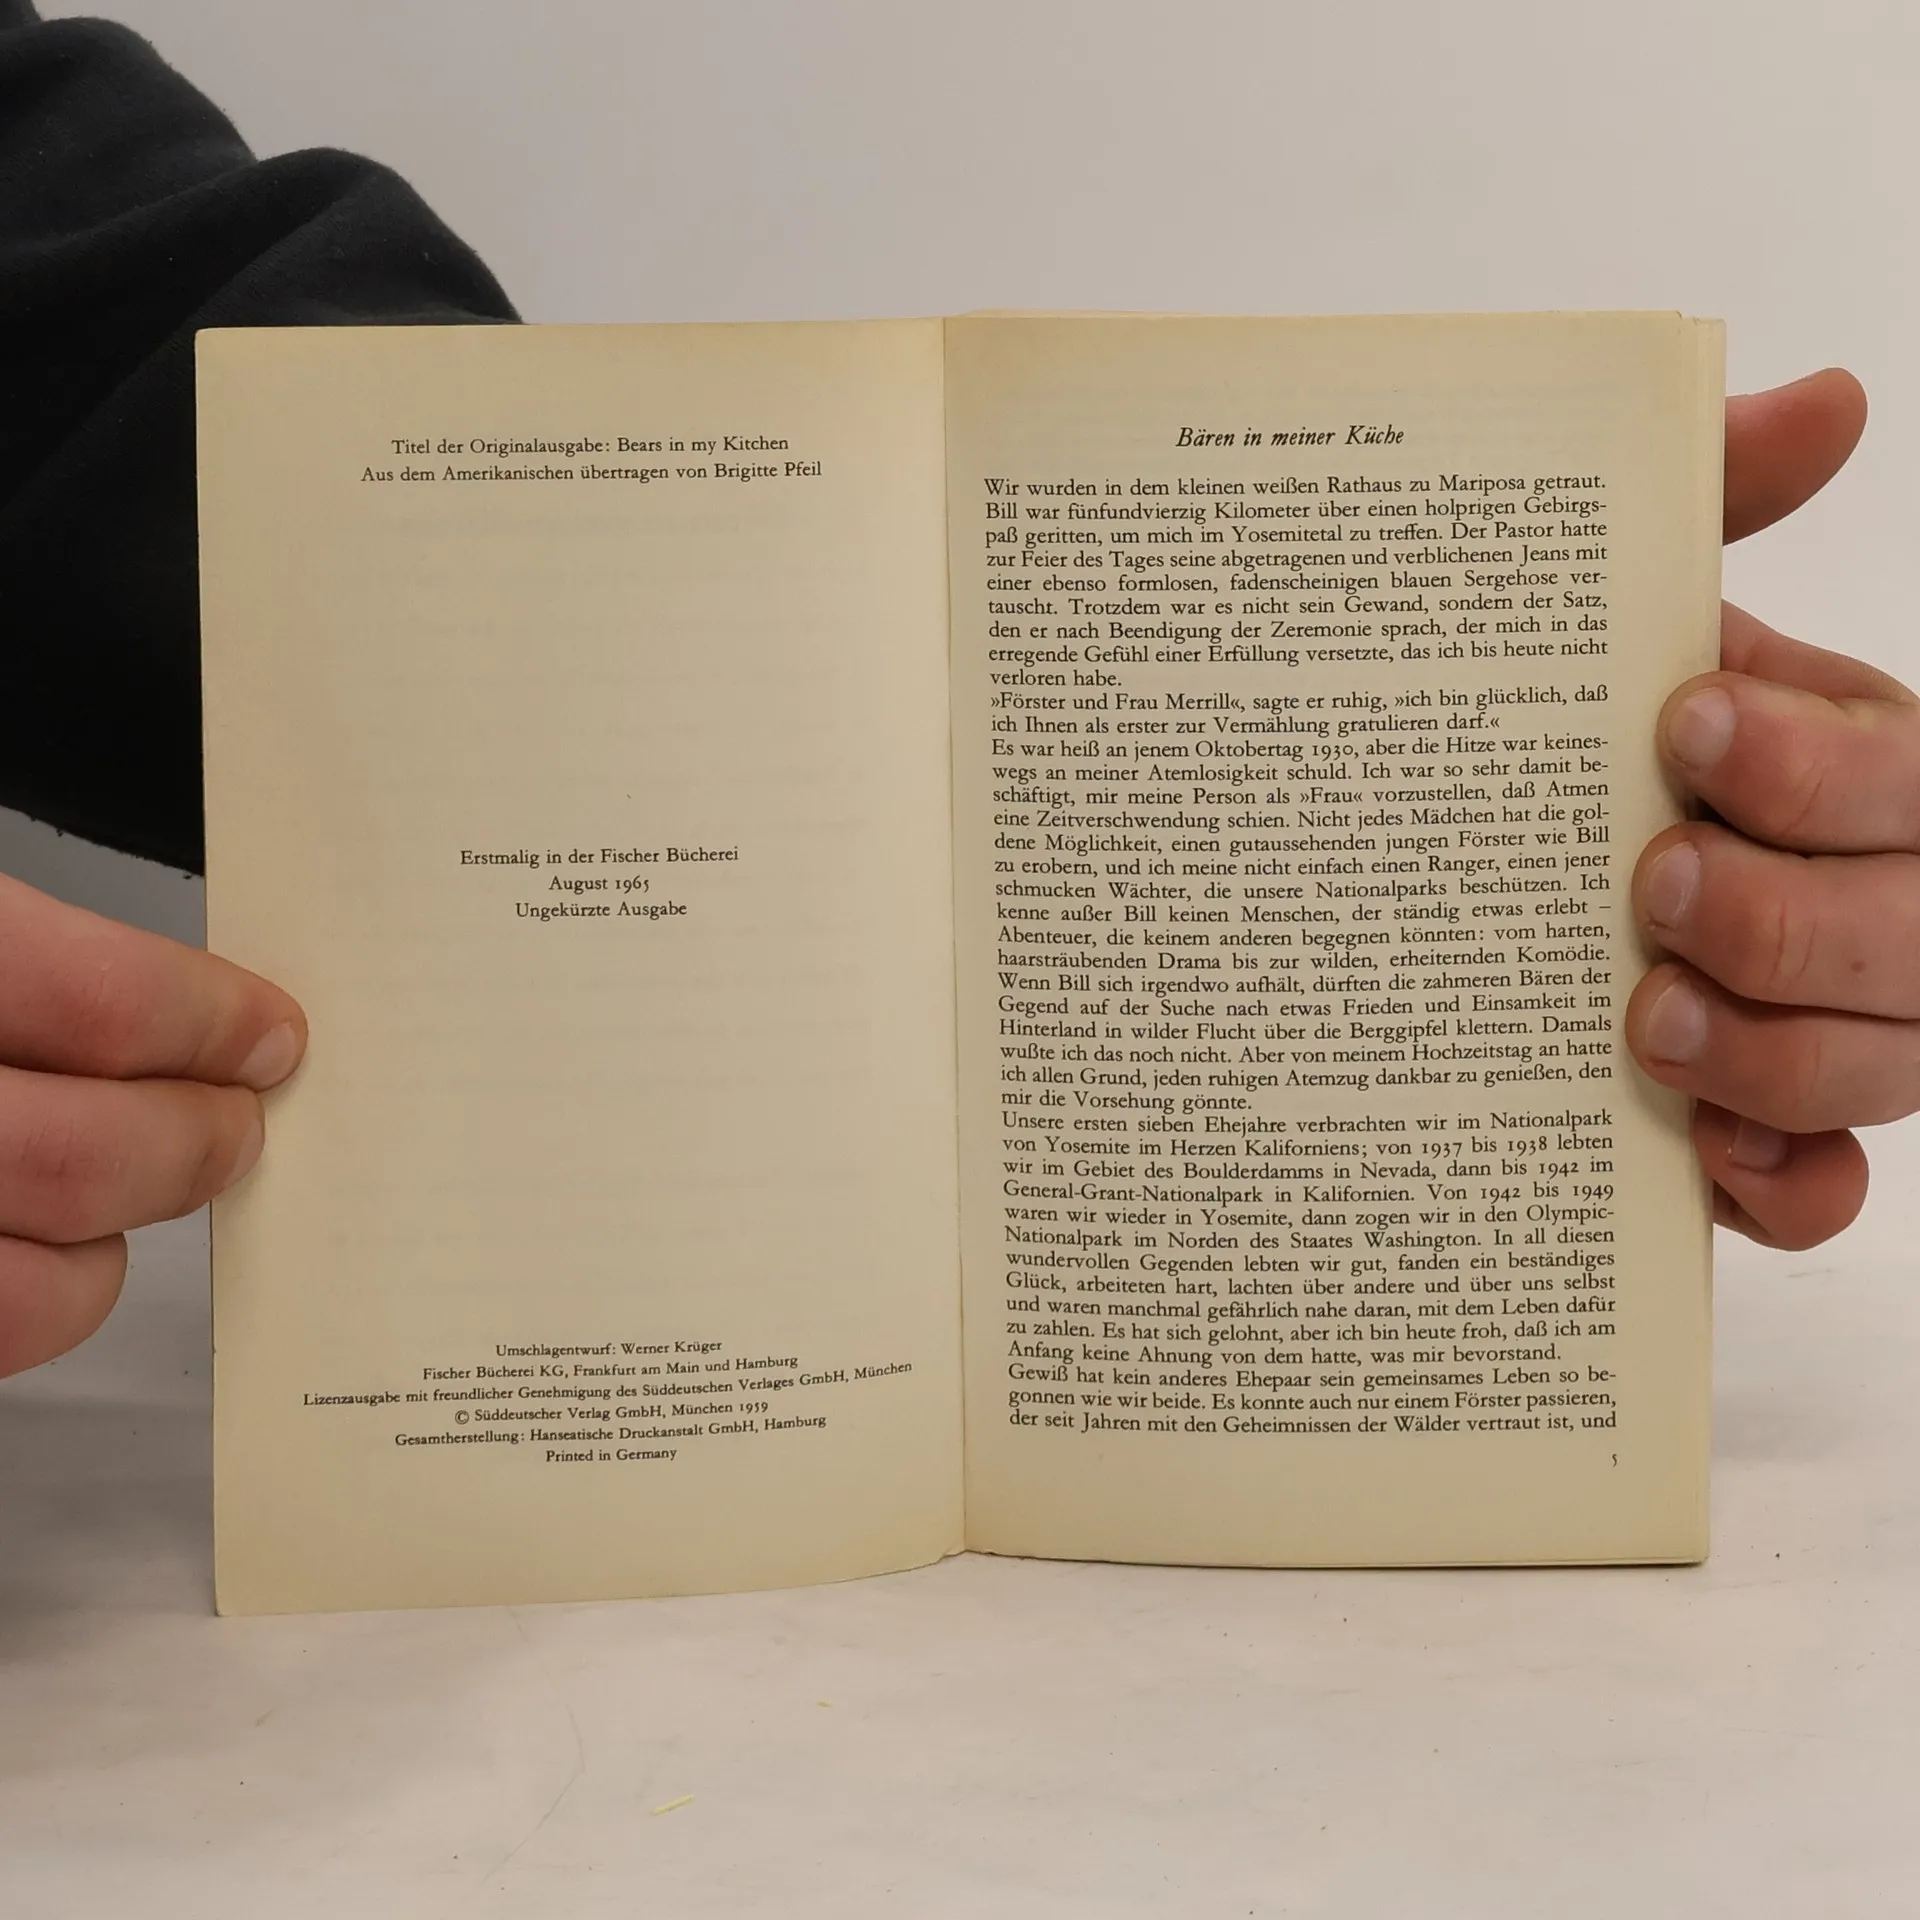 Titel der Originalausgabe: Bears in my Kitchen
Aus dem Amerikanischen übertragen von Brigitte Pfeil
Erstmalig in der Fischer Bücherei
August 1965
Ungekürzte Ausgabe
Umschlagentwurf: Werner Krüger
Fischer Bücherei KG, Frankfurt am Main und Hamburg
Lizenzausgabe mit freundlicher Genehmigung des Süddeutschen Verlages GmbH, München
© Süddeutscher Verlag GmbH, München 1959
Gesamtherstellung: Hanseatische Druckanstalt GmbH, Hamburg
Printed in Germany
Bären in meiner Küche
Wir wurden in dem kleinen weißen Rathaus zu Mariposa getraut.
Bill war fünfundvierzig Kilometer über einen holprigen Gebirgs-
paß geritten, um mich im Yosemitetal zu treffen. Der Pastor hatte
zur Feier des Tages seine abgetragenen und verblichenen Jeans mit
einer ebenso formlosen, fadenscheinigen blauen Sergehose ver-
tauscht. Trotzdem war es nicht sein Gewand, sondern der Satz,
den er nach Beendigung der Zeremonie sprach, der mich in das
erregende Gefühl einer Erfüllung versetzte, das ich bis heute nicht
verloren habe.
»Förster und Frau Merrill«, sagte er ruhig, »ich bin glücklich, daß
ich Ihnen als erster zur Vermählung gratulieren darf.«
Es war heiß an jenem Oktobertag 1930, aber die Hitze war keines-
wegs an meiner Atemlosigkeit schuld. Ich war so sehr damit be-
schäftigt, mir meine Person als »Frau« vorzustellen, daß Atmen
eine Zeitverschwendung schien. Nicht jedes Mädchen hat die gol-
dene Möglichkeit, einen gutaussehenden jungen Förster wie Bill
zu erobern, und ich meine nicht einfach einen Ranger, einen jener
schmucken Wächter, die unsere Nationalparks beschützen. Ich
kenne außer Bill keinen Menschen, der ständig etwas erlebt –
Abenteuer, die keinem anderen begegnen könnten: vom harten,
haarsträubenden Drama bis zur wilden, erheiternden Komödie.
Wenn Bill sich irgendwo aufhält, dürften die zahmeren Bären der
Gegend auf der Suche nach etwas Frieden und Einsamkeit im
Hinterland in wilder Flucht über die Berggipfel klettern. Damals
wußte ich das noch nicht. Aber von meinem Hochzeitstag an hatte
ich allen Grund, jeden ruhigen Atemzug dankbar zu genießen, den
mir die Vorsehung gönnte.
Unsere ersten sieben Ehejahre verbrachten wir im Nationalpark
von Yosemite im Herzen Kaliforniens; von 1937 bis 1938 lebten
wir im Gebiet des Boulderdamms in Nevada, dann bis 1942 im
General-Grant-Nationalpark in Kalifornien. Von 1942 bis 1949
waren wir wieder in Yosemite, dann zogen wir in den Olympic-
Nationalpark im Norden des Staates Washington. In all diesen
wundervollen Gegenden lebten wir gut, fanden ein beständiges
Glück, arbeiteten hart, lachten über andere und über uns selbst
und waren manchmal gefährlich nahe daran, mit dem Leben dafür
zu zahlen. Es hat sich gelohnt, aber ich bin heute froh, daß ich am
Anfang keine Ahnung von dem hatte, was mir bevorstand.
Gewiß hat kein anderes Ehepaar sein gemeinsames Leben so be-
gonnen wie wir beide. Es konnte auch nur einem Förster passieren,
der seit Jahren mit den Geheimnissen der Wälder vertraut ist, und
5